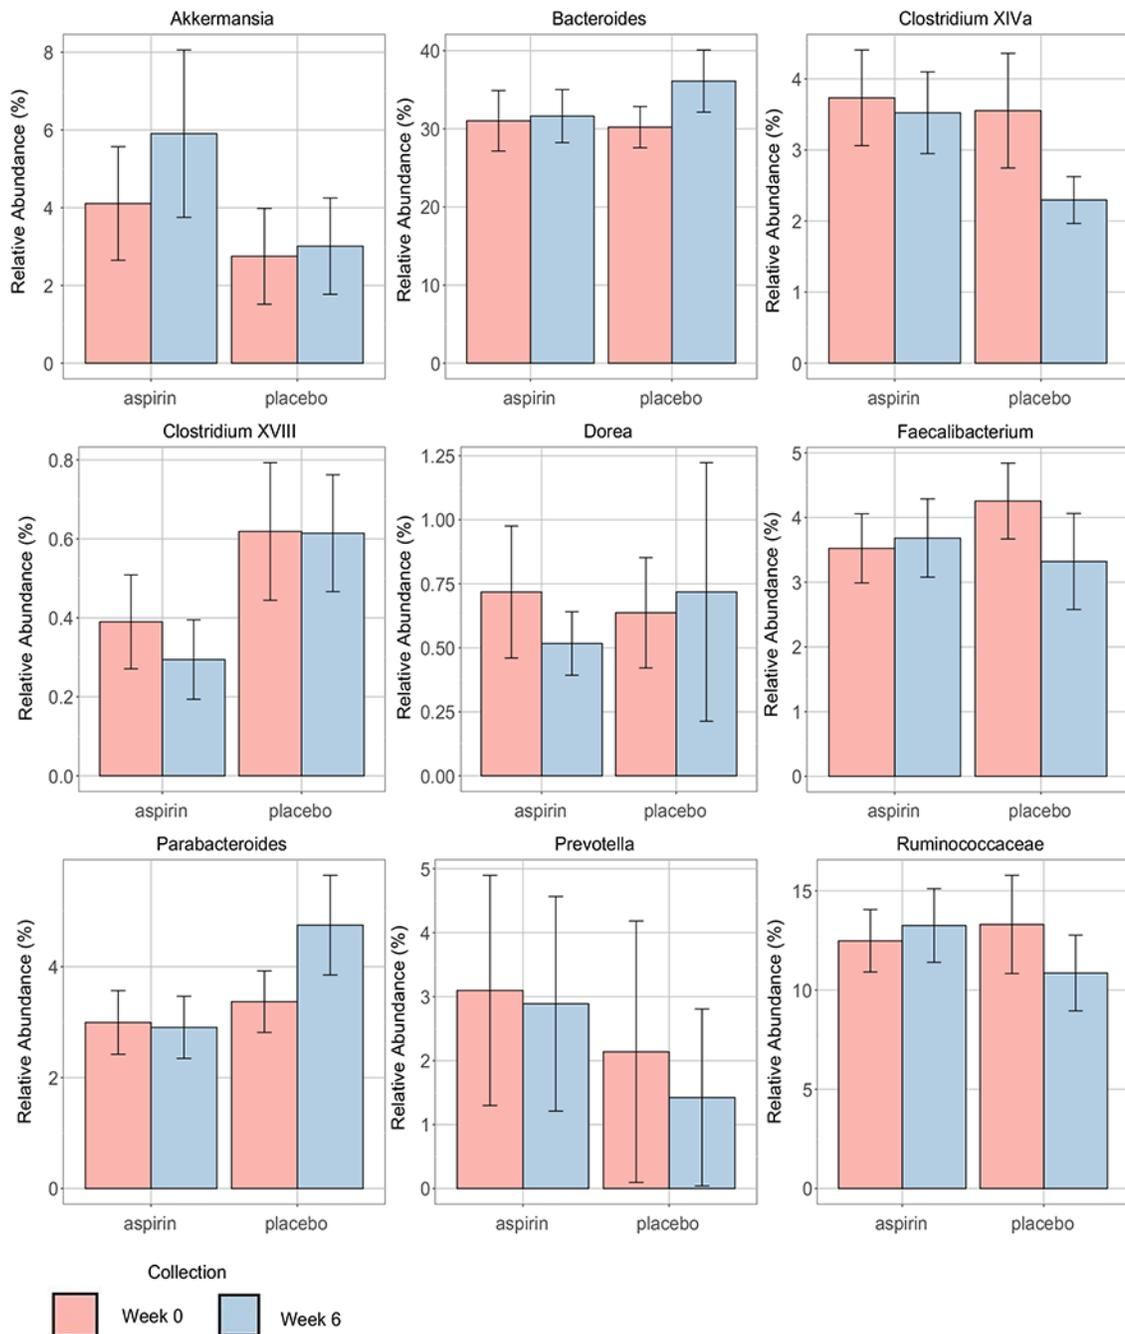 Akkermansia
Bacteroides
Clostridium XIVa
Relative Abundance (%)
8
6
4
2
0
aspirin
placebo
Relative Abundance (%)
40
30
20
10
0
aspirin
placebo
Relative Abundance (%)
4
3
2
1
0
aspirin
placebo
Clostridium XVIII
Dorea
Faecalibacterium
Relative Abundance (%)
0.8
0.6
0.4
0.2
0.0
aspirin
placebo
Relative Abundance (%)
1.25
1.00
0.75
0.50
0.25
0.00
aspirin
placebo
Relative Abundance (%)
5
4
3
2
1
0
aspirin
placebo
Parabacteroides
Prevotella
Ruminococcaceae
Relative Abundance (%)
4
2
0
aspirin
placebo
Relative Abundance (%)
5
4
3
2
1
0
aspirin
placebo
Relative Abundance (%)
15
10
5
0
aspirin
placebo
Collection
Week 0
Week 6